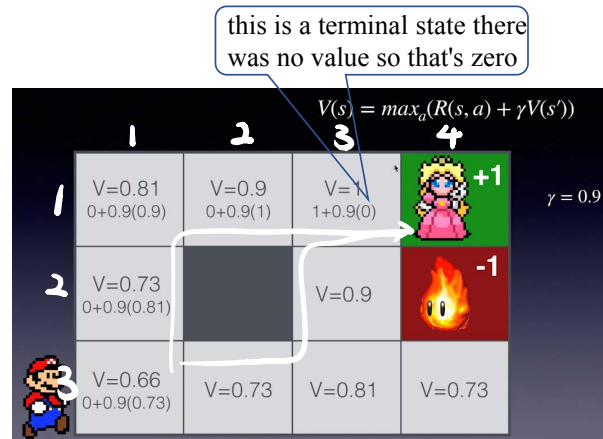 this is a terminal state there
was no value so that's zero
V(s) = max_a(R(s, a) + γV(s'))
1 2 3 4
1
V=0.81
0+0.9(0.9)
V=0.9
0+0.9(1)
V=1
1+0.9(0)
+1
γ = 0.9
2
V=0.73
0+0.9(0.81)
V=0.9
-1
3
V=0.66
0+0.9(0.73)
V=0.73
V=0.81
V=0.73